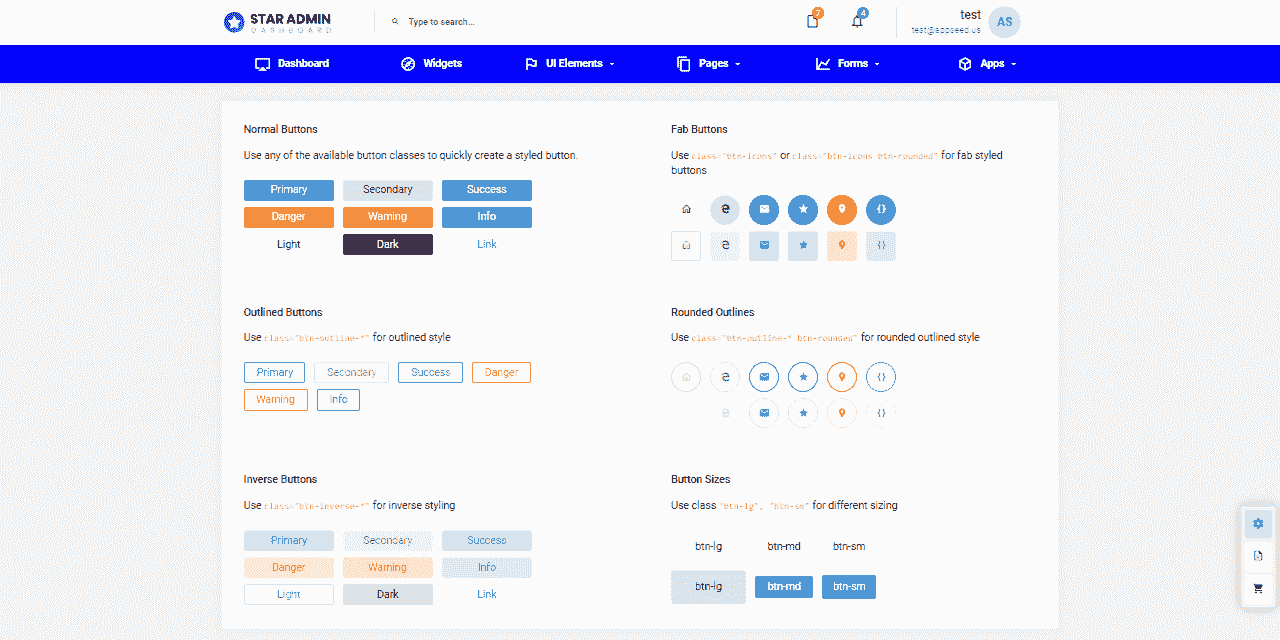 STAR ADMIN
DASHBOARD
Type to search...
7
4
test
test@appseed.us
AS
Dashboard
Widgets
UI Elements
Pages
Forms
Apps
Normal Buttons
Use any of the available button classes to quickly create a styled button.
Primary
Secondary
Success
Danger
Warning
Info
Light
Dark
Link
Fab Buttons
Use class="btn-icons" or class="btn-icons btn-rounded" for fab styled
buttons
Outlined Buttons
Use class="btn-outline-*" for outlined style
Primary
Secondary
Success
Danger
Warning
Info
Rounded Outlines
Use class="btn-outline-* btn-rounded" for rounded outlined style
Inverse Buttons
Use class="btn-inverse-*" for inverse styling
Primary
Secondary
Success
Danger
Warning
Info
Light
Dark
Link
Button Sizes
Use class "btn-lg", "btn-sm" for different sizing
btn-lg
btn-md
btn-sm
btn-lg
btn-md
btn-sm